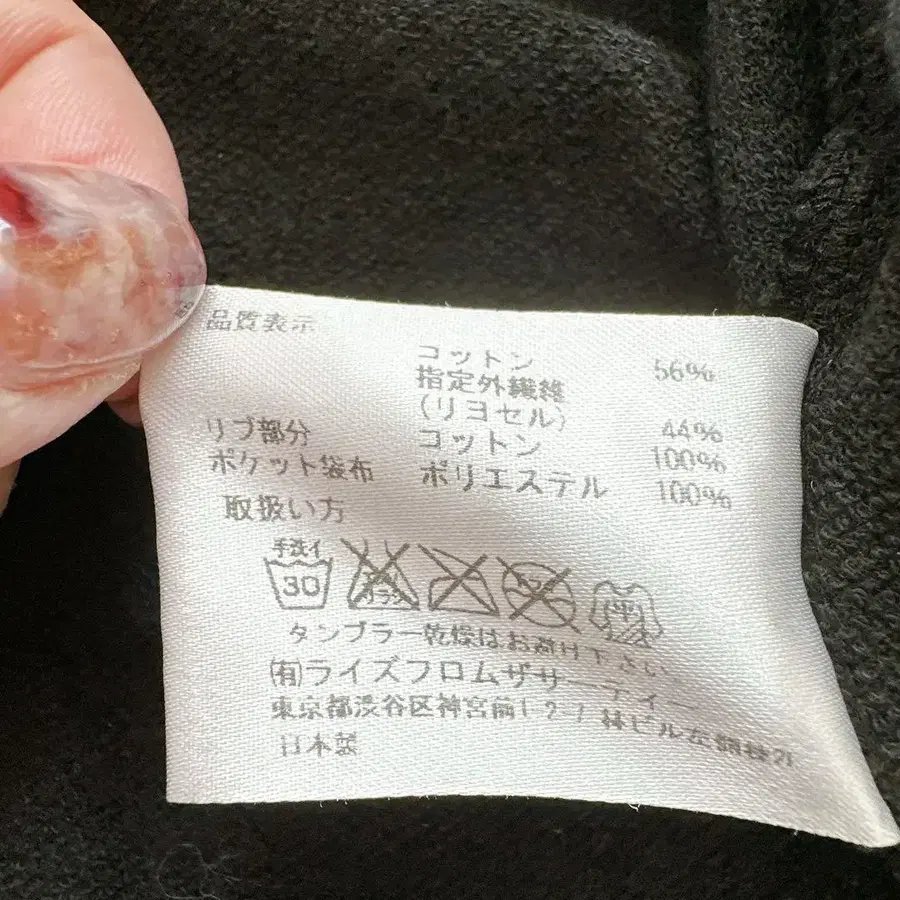 品質表示
コットン 56%
指定外繊維
(リヨセル) 44%
リブ部分 コットン 100%
ポケット袋布 ポリエステル 100%
取扱い方
手洗イ
30
タンブラー乾燥はお避け下さい
(有)ライズフロムザサーティー
東京都渋谷区神宮前1-2-7
日本製